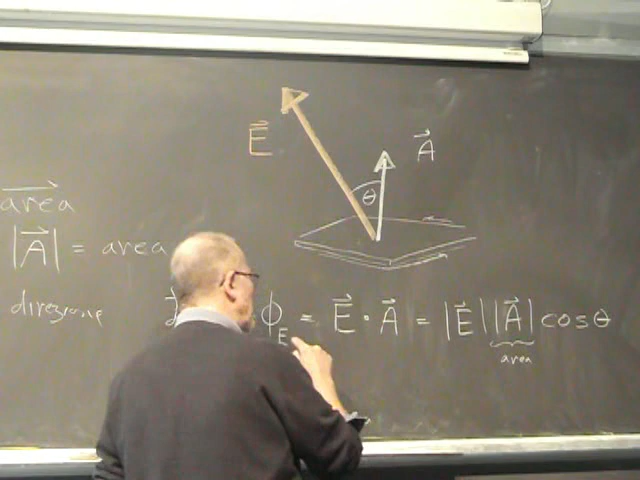 E⃗
A⃗
θ
area
|A⃗| = area
direzione
ϕ_E = E⃗ · A⃗ = |E⃗||A⃗| cosθ
area